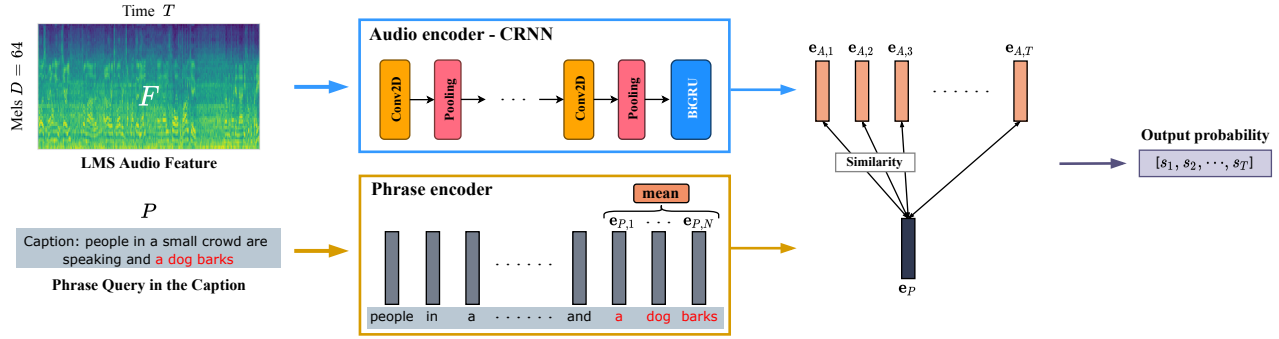 Time T
Mels D = 64
F
LMS Audio Feature
P
Caption: people in a small crowd are
speaking and a dog barks
Phrase Query in the Caption
Audio encoder - CRNN
Conv2D
Pooling
· · ·
Conv2D
Pooling
BiGRU
Phrase encoder
mean
e_{P,1} · · · e_{P,N}
· · · · · ·
people in a · · · · · · and a dog barks
e_{A,1} e_{A,2} e_{A,3} · · · · · · e_{A,T}
Similarity
e_P
Output probability
[s_1, s_2, · · ·, s_T]